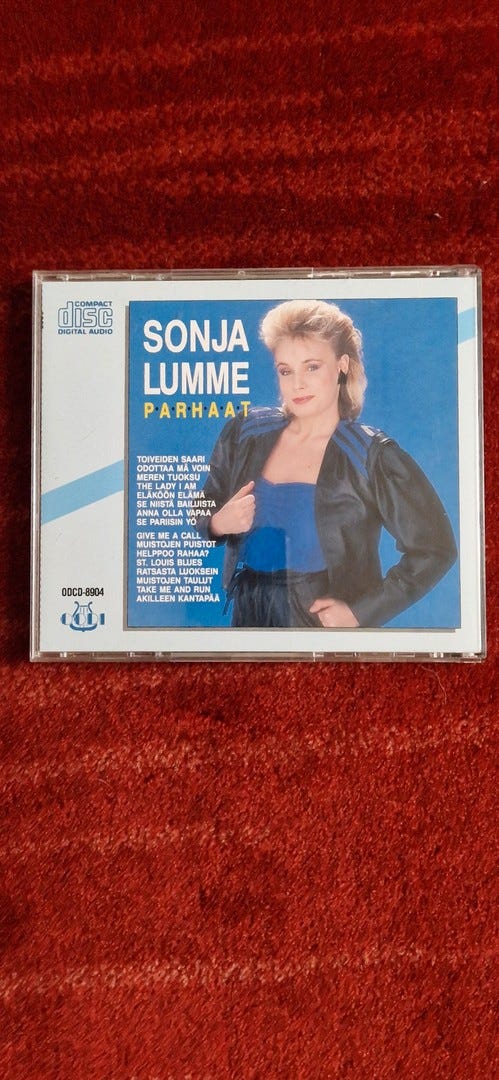 COMPACT
disc
DIGITAL AUDIO
SONJA
LUMME
P·A·R·H·A·A·T
TOIVEIDEN SAARI
ODOTTAA MÄ VOIN
MEREN TUOKSU
THE LADY I AM
ELÄKÖÖN ELÄMÄ
SE NIISTÄ BAILUISTA
ANNA OLLA VAPAA
SE PARIISIN YÖ
GIVE ME A CALL
MUISTOJEN PUISTOT
HELPPOO RAHAA?
ST. LOUIS BLUES
RATSASTA LUOKSEIN
MUISTOJEN TAULUT
TAKE ME AND RUN
AKILLEEN KANTAPÄÄ
ODCD-8904